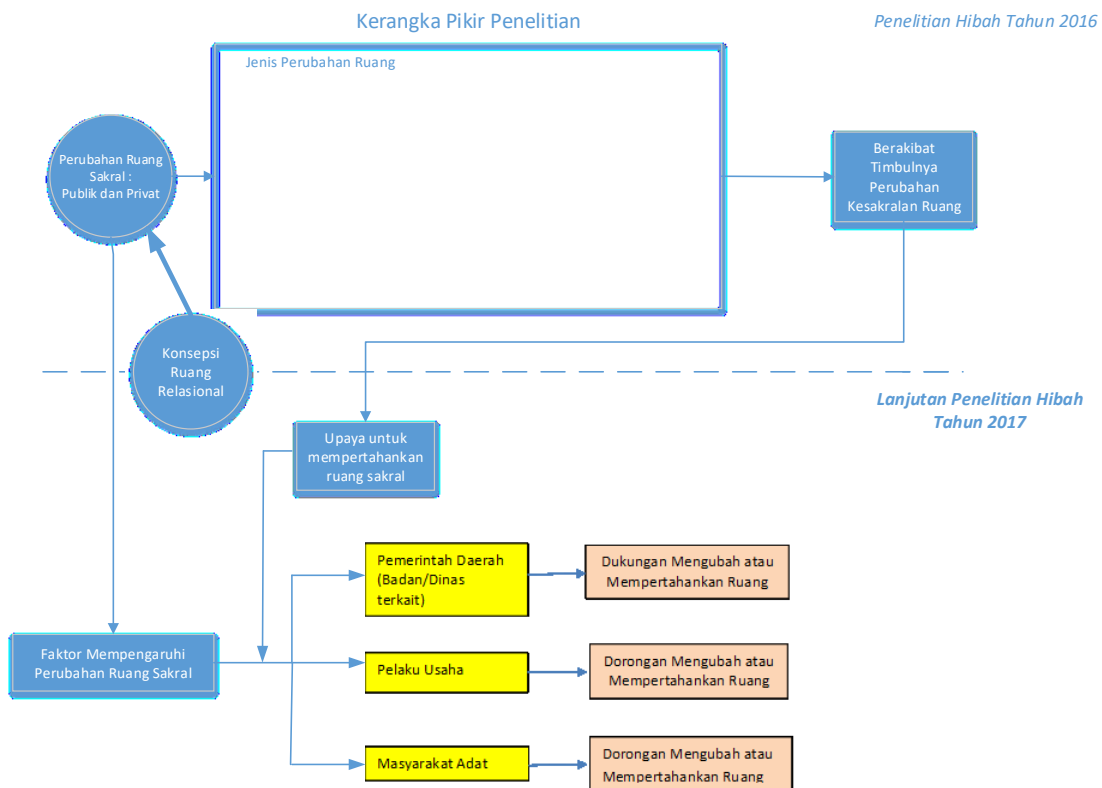 Kerangka Pikir Penelitian
Penelitian Hibah Tahun 2016
Jenis Perubahan Ruang
Perubahan Ruang
Sakral :
Publik dan Privat
Berakibat
Timbulnya
Perubahan
Kesakralan Ruang
Konsepsi
Ruang
Relasional
Lanjutan Penelitian Hibah
Tahun 2017
Upaya untuk
mempertahankan
ruang sakral
Pemerintah Daerah
(Badan/Dinas
terkait)
Dukungan Mengubah atau
Mempertahankan Ruang
Faktor Mempengaruhi
Perubahan Ruang Sakral
Pelaku Usaha
Dorongan Mengubah atau
Mempertahankan Ruang
Masyarakat Adat
Dorongan Mengubah atau
Mempertahankan Ruang